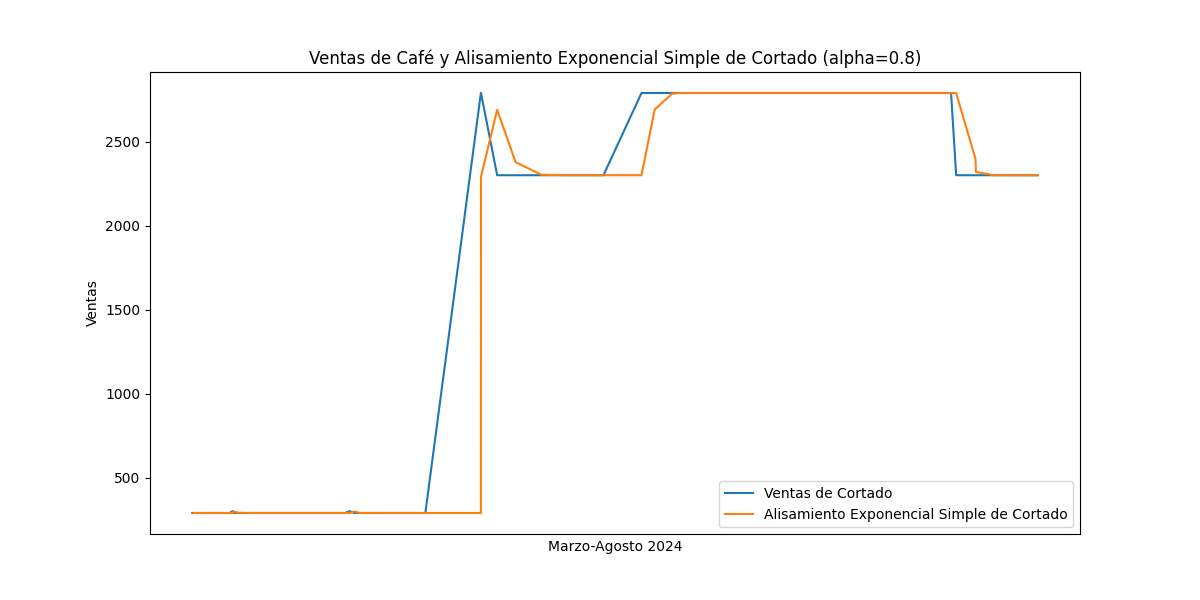 Ventas de Café y Alisamiento Exponencial Simple de Cortado (alpha=0.8)
Ventas
2500
2000
1500
1000
500
Ventas de Cortado
Alisamiento Exponencial Simple de Cortado
Marzo-Agosto 2024